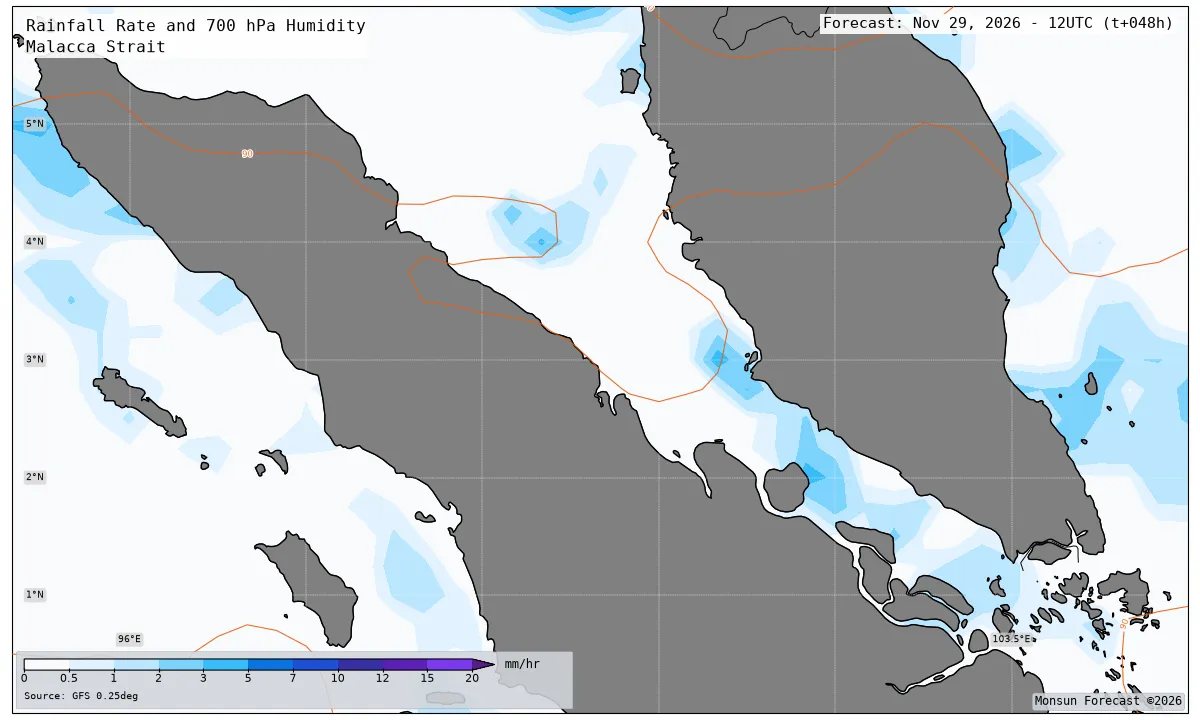 Rainfall Rate and 700 hPa Humidity
Malacca Strait
Forecast: Nov 29, 2026 - 12UTC (t+048h)
5°N
90
4°N
3°N
2°N
1°N
90
96°E
103.5°E
mm/hr
0 0.5 1 2 3 5 7 10 12 15 20
Source: GFS 0.25deg
Monsun Forecast ©2026